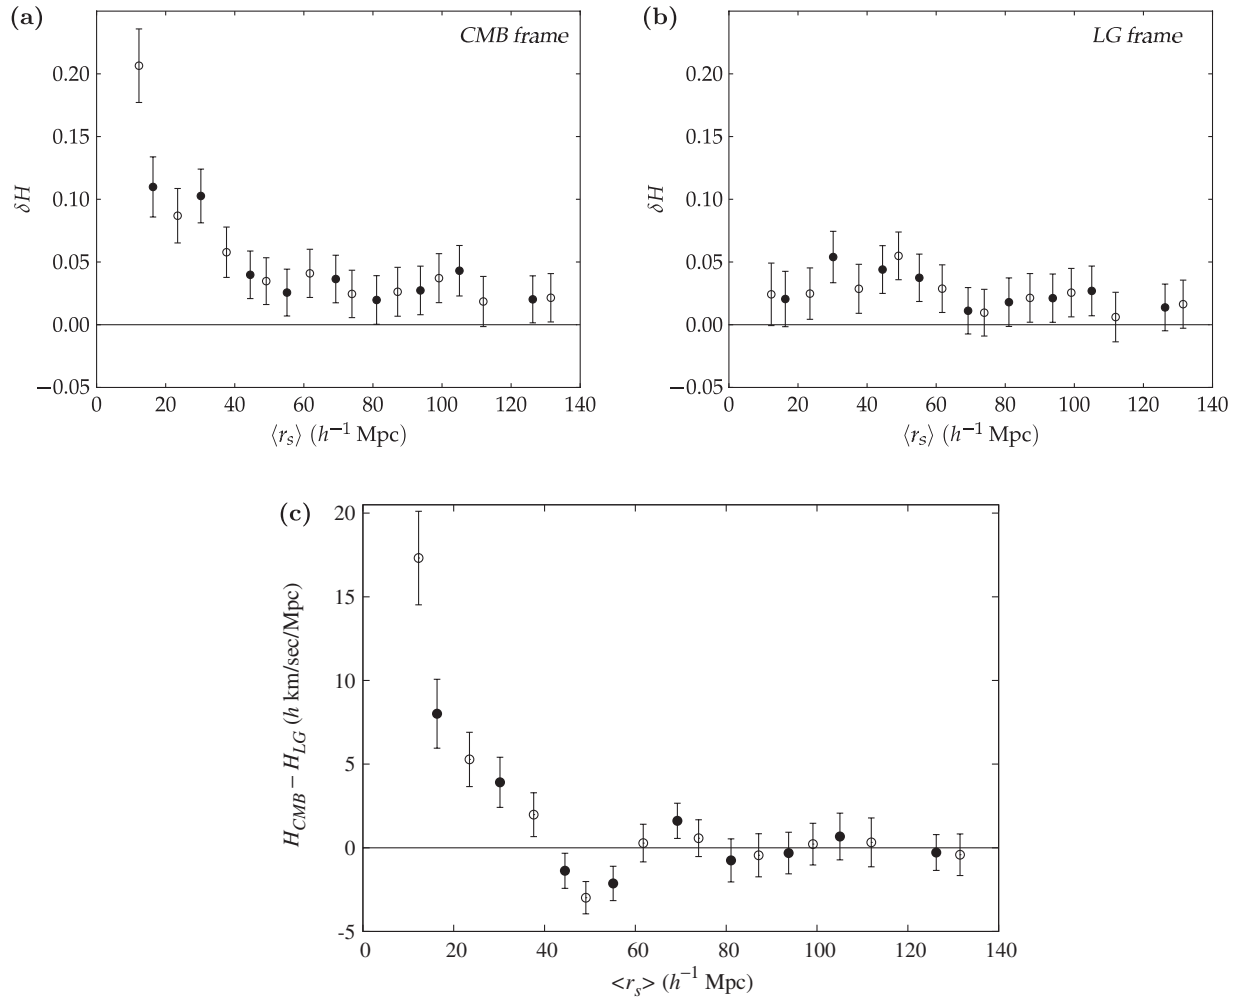 (a)
CMB frame
0.20
0.15
0.10
0.05
0.00
−0.05
δH
0 20 40 60 80 100 120 140
⟨r_s⟩ (h⁻¹ Mpc)
(b)
LG frame
0.20
0.15
0.10
0.05
0.00
−0.05
δH
0 20 40 60 80 100 120 140
⟨r_s⟩ (h⁻¹ Mpc)
(c)
20
15
10
5
0
-5
H_CMB − H_LG (h km/sec/Mpc)
0 20 40 60 80 100 120 140
<r_s> (h⁻¹ Mpc)